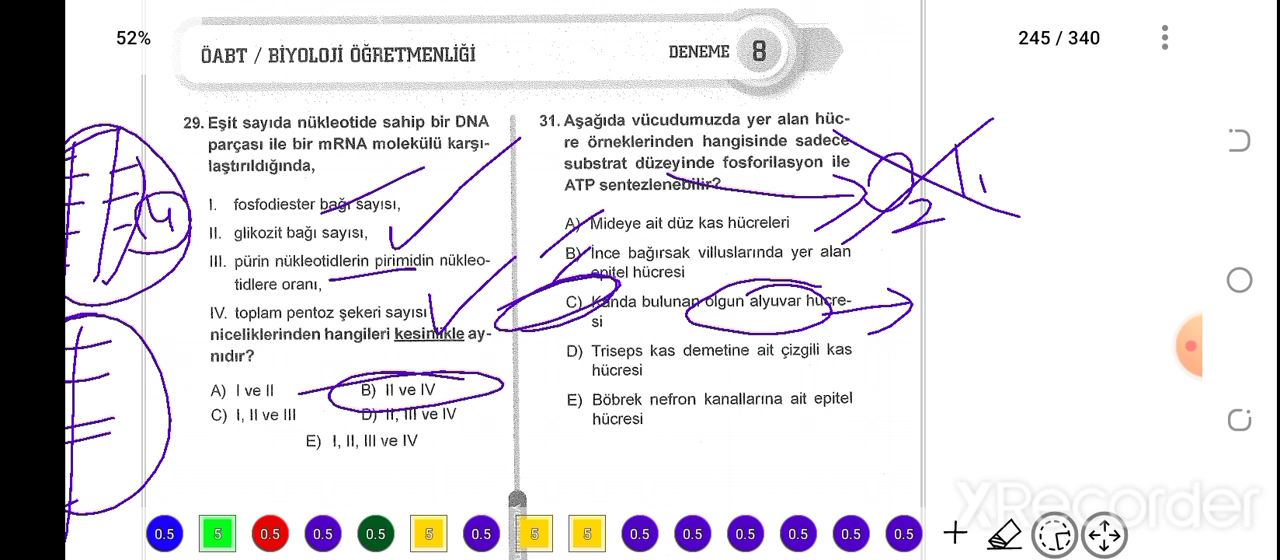 52%
245 / 340
ÖABT / BİYOLOJİ ÖĞRETMENLİĞİ
DENEME 8
29. Eşit sayıda nükleotide sahip bir DNA
parçası ile bir mRNA molekülü karşı-
laştırıldığında,
I. fosfodiester bağı sayısı,
II. glikozit bağı sayısı,
III. pürin nükleotidlerin pirimidin nükleo-
tidlere oranı,
IV. toplam pentoz şekeri sayısı
niceliklerinden hangileri kesinlikle ay-
nıdır?
A) I ve II
B) II ve IV
C) I, II ve III
D) II, III ve IV
E) I, II, III ve IV
31. Aşağıda vücudumuzda yer alan hüc-
re örneklerinden hangisinde sadece
substrat düzeyinde fosforilasyon ile
ATP sentezlenebilir?
A) Mideye ait düz kas hücreleri
B) İnce bağırsak villuslarında yer alan
epitel hücresi
C) Kanda bulunan olgun alyuvar hücre-
si
D) Triseps kas demetine ait çizgili kas
hücresi
E) Böbrek nefron kanallarına ait epitel
hücresi
2
0.5 5 0.5 0.5 0.5 5 0.5 5 5 0.5 0.5 0.5 0.5 0.5 0.5
XRecorder